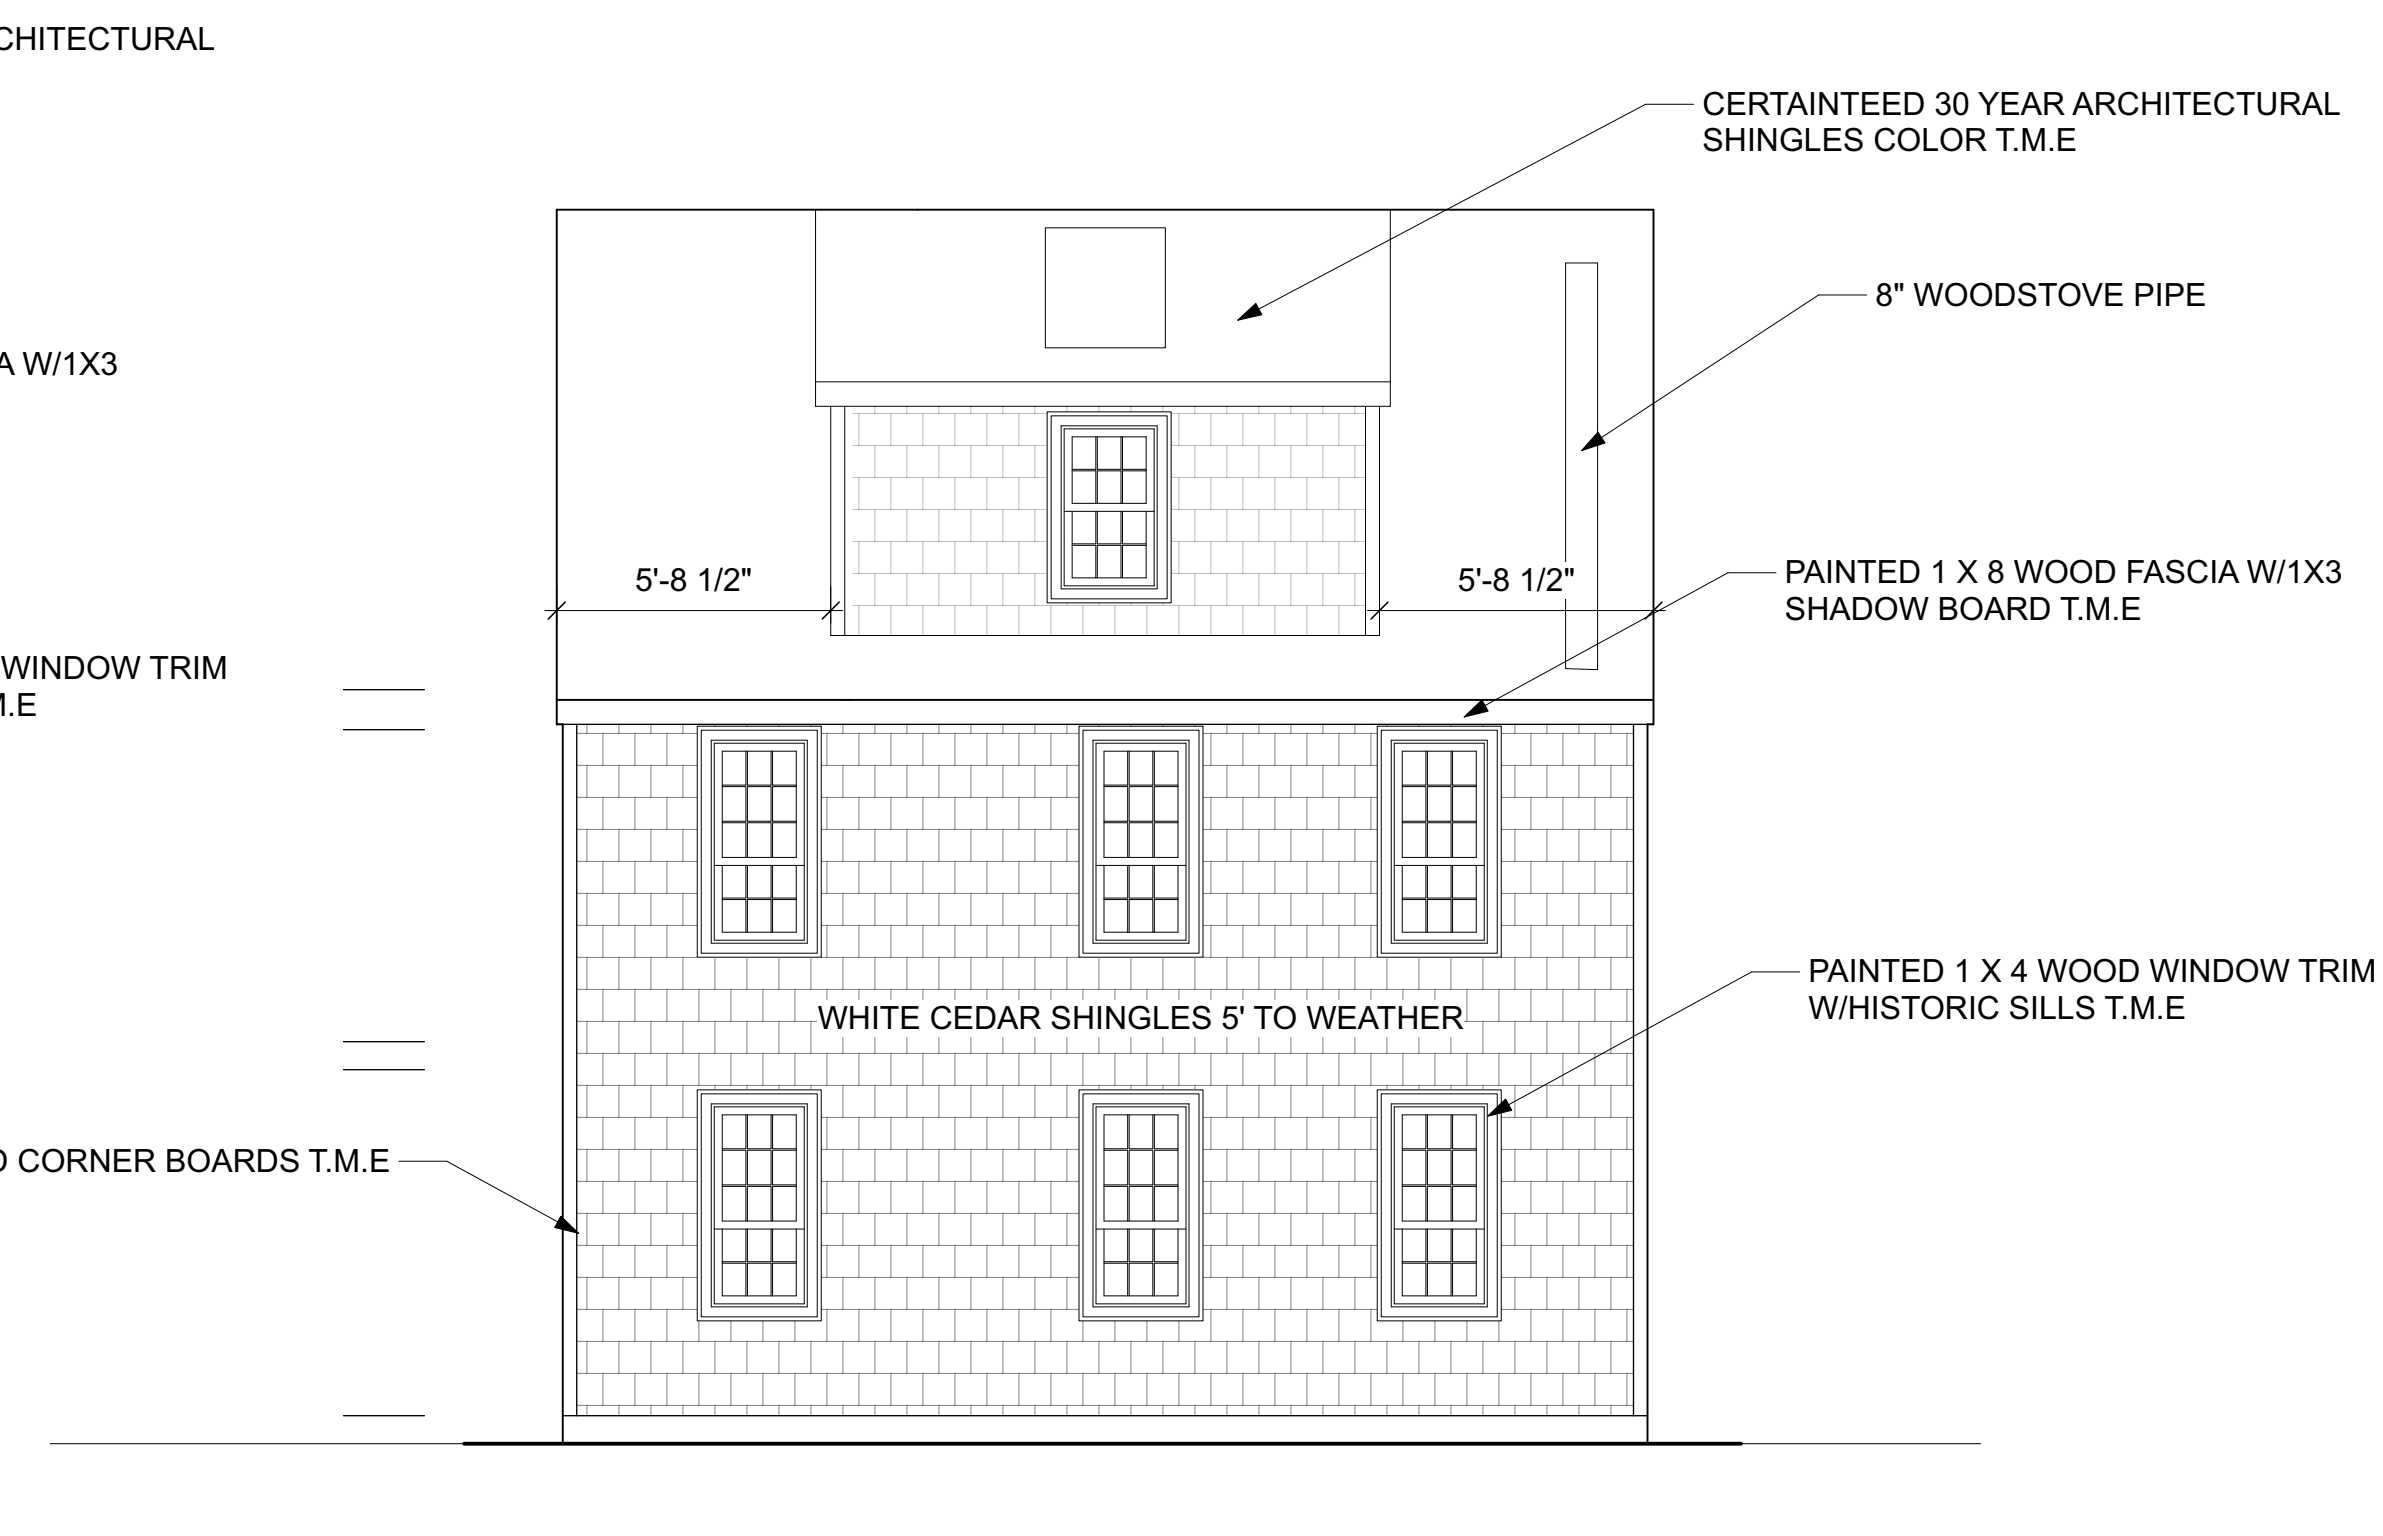 CHITECTURAL
CERTAINTEED 30 YEAR ARCHITECTURAL
SHINGLES COLOR T.M.E
8" WOODSTOVE PIPE
W/1X3
5'-8 1/2"
5'-8 1/2"
PAINTED 1 X 8 WOOD FASCIA W/1X3
SHADOW BOARD T.M.E
WINDOW TRIM
M.E
PAINTED 1 X 4 WOOD WINDOW TRIM
W/HISTORIC SILLS T.M.E
WHITE CEDAR SHINGLES 5' TO WEATHER
CORNER BOARDS T.M.E